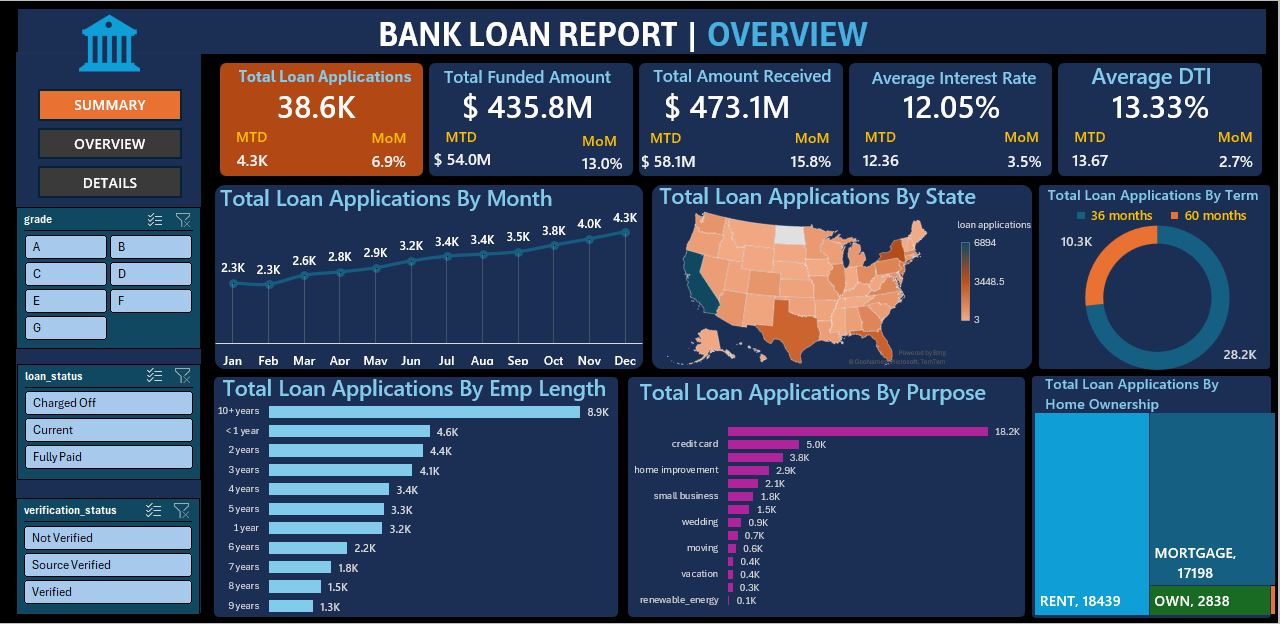 BANK LOAN REPORT | OVERVIEW
SUMMARY
OVERVIEW
DETAILS
grade
A
B
C
D
E
F
G
loan_status
Charged Off
Current
Fully Paid
verification_status
Not Verified
Source Verified
Verified
Total Loan Applications
38.6K
MTD MoM
4.3K 6.9%
Total Funded Amount
$ 435.8M
MTD MoM
$ 54.0M 13.0%
Total Amount Received
$ 473.1M
MTD MoM
$ 58.1M 15.8%
Average Interest Rate
12.05%
MTD MoM
12.36 3.5%
Average DTI
13.33%
MTD MoM
13.67 2.7%
Total Loan Applications By Month
2.3K 2.3K 2.6K 2.8K 2.9K 3.2K 3.4K 3.4K 3.5K 3.8K 4.0K 4.3K
Jan Feb Mar Apr May Jun Jul Aug Sep Oct Nov Dec
Total Loan Applications By State
loan applications
6894
3448.5
3
Powered by Bing
© GeoNames, Microsoft, TomTom
Total Loan Applications By Term
36 months 60 months
10.3K
28.2K
Total Loan Applications By Emp Length
10+ years 8.9K
< 1 year 4.6K
2 years 4.4K
3 years 4.1K
4 years 3.4K
5 years 3.3K
1 year 3.2K
6 years 2.2K
7 years 1.8K
8 years 1.5K
9 years 1.3K
Total Loan Applications By Purpose
18.2K
credit card 5.0K
3.8K
home improvement 2.9K
2.1K
small business 1.8K
1.5K
wedding 0.9K
0.7K
moving 0.6K
0.4K
vacation 0.4K
0.3K
renewable_energy 0.1K
Total Loan Applications By
Home Ownership
RENT, 18439
MORTGAGE,
17198
OWN, 2838